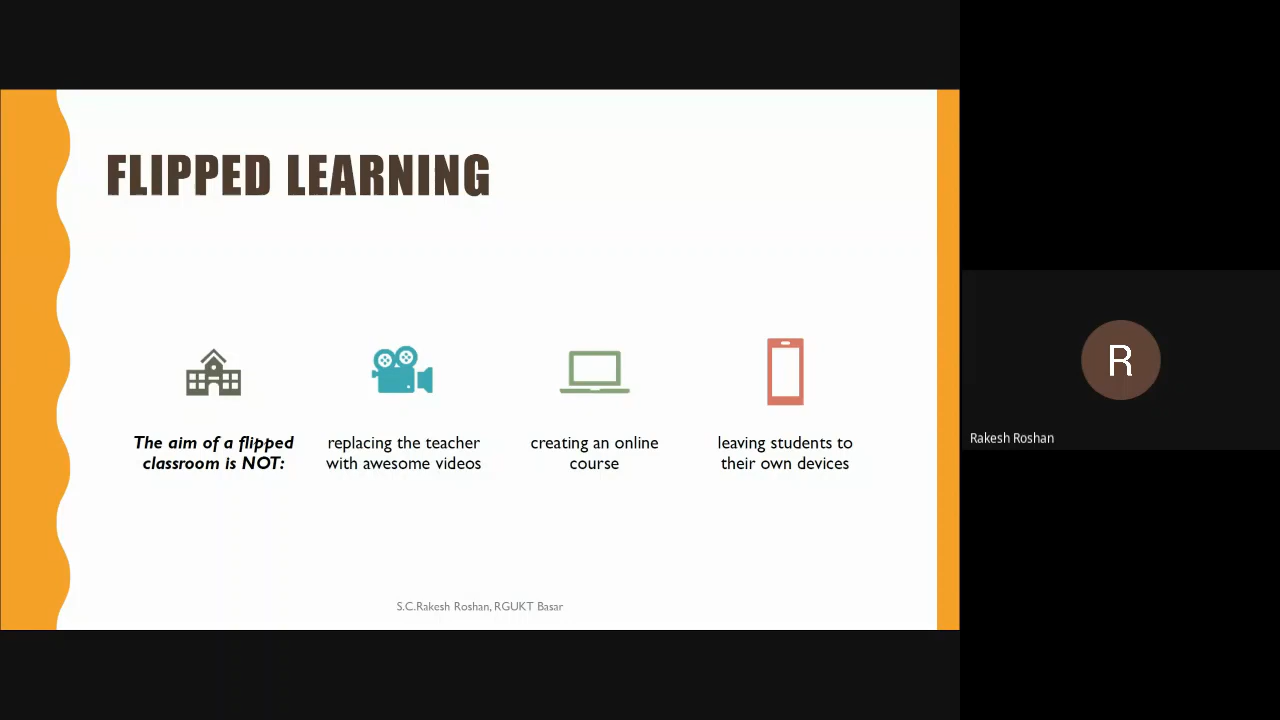 FLIPPED LEARNING
The aim of a flipped
classroom is NOT:
replacing the teacher
with awesome videos
creating an online
course
leaving students to
their own devices
S.C.Rakesh Roshan, RGUKT Basar
R
Rakesh Roshan